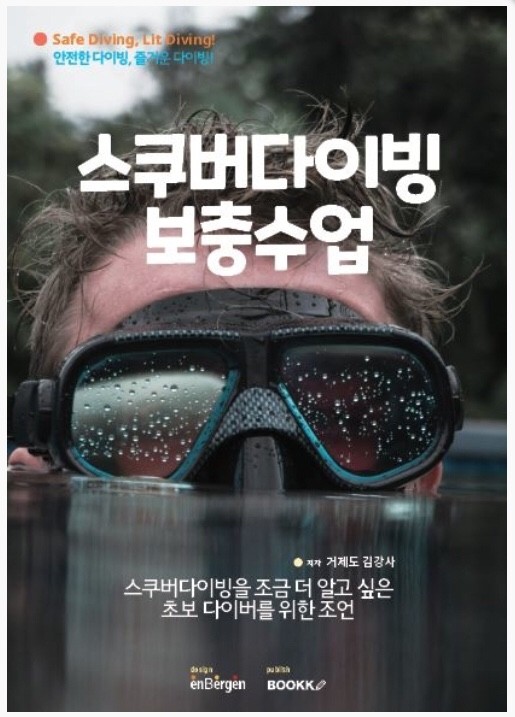 Safe Diving, Lit Diving!
안전한 다이빙, 즐거운 다이빙!
스쿠버다이빙
보충수업
저자 거제도 김강사
스쿠버다이빙을 조금 더 알고 싶은
초보 다이버를 위한 조언
design
enBergen
publish
BOOKK